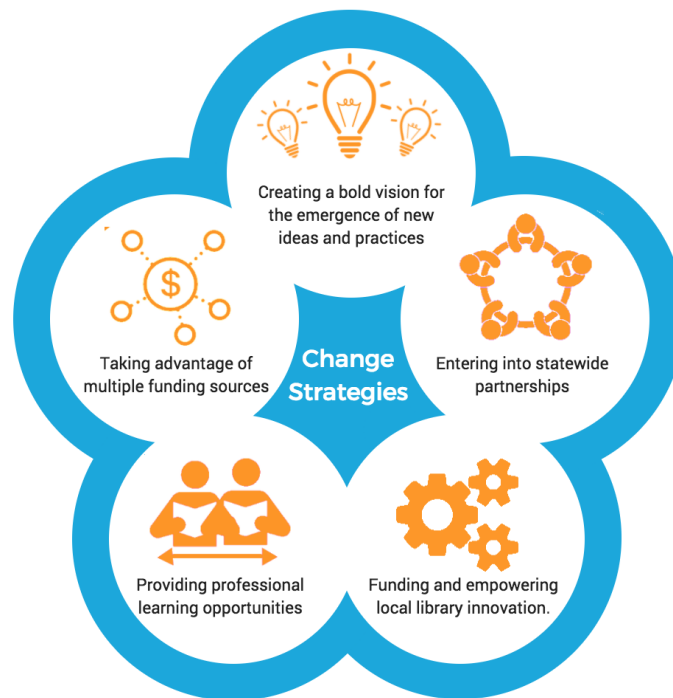 Creating a bold vision for
the emergence of new
ideas and practices
$
Taking advantage of
multiple funding sources
Change
Strategies
Entering into statewide
partnerships
Providing professional
learning opportunities
Funding and empowering
local library innovation.